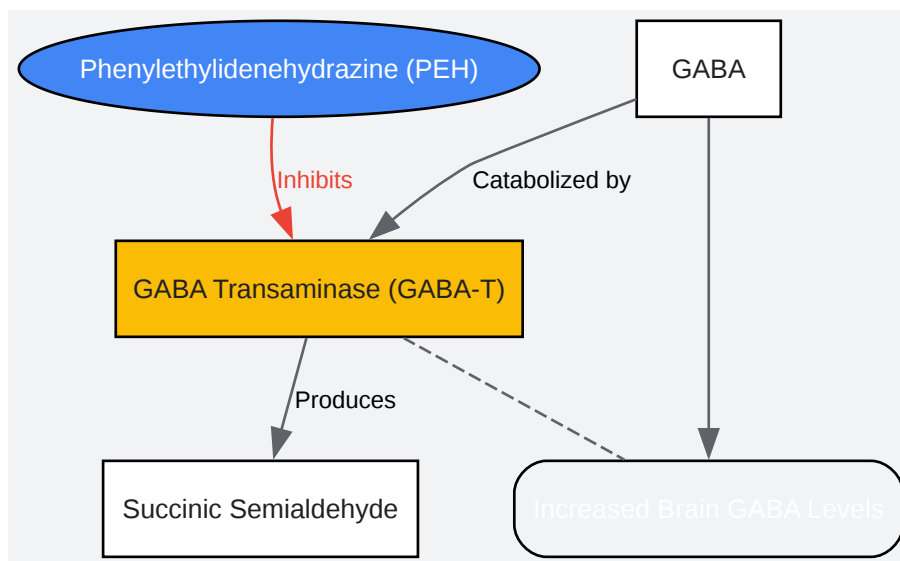 Phenylethylidenehydrazine (PEH)
GABA
Inhibits
Catabolized by
GABA Transaminase (GABA-T)
Produces
Succinic Semialdehyde
Increased Brain GABA Levels